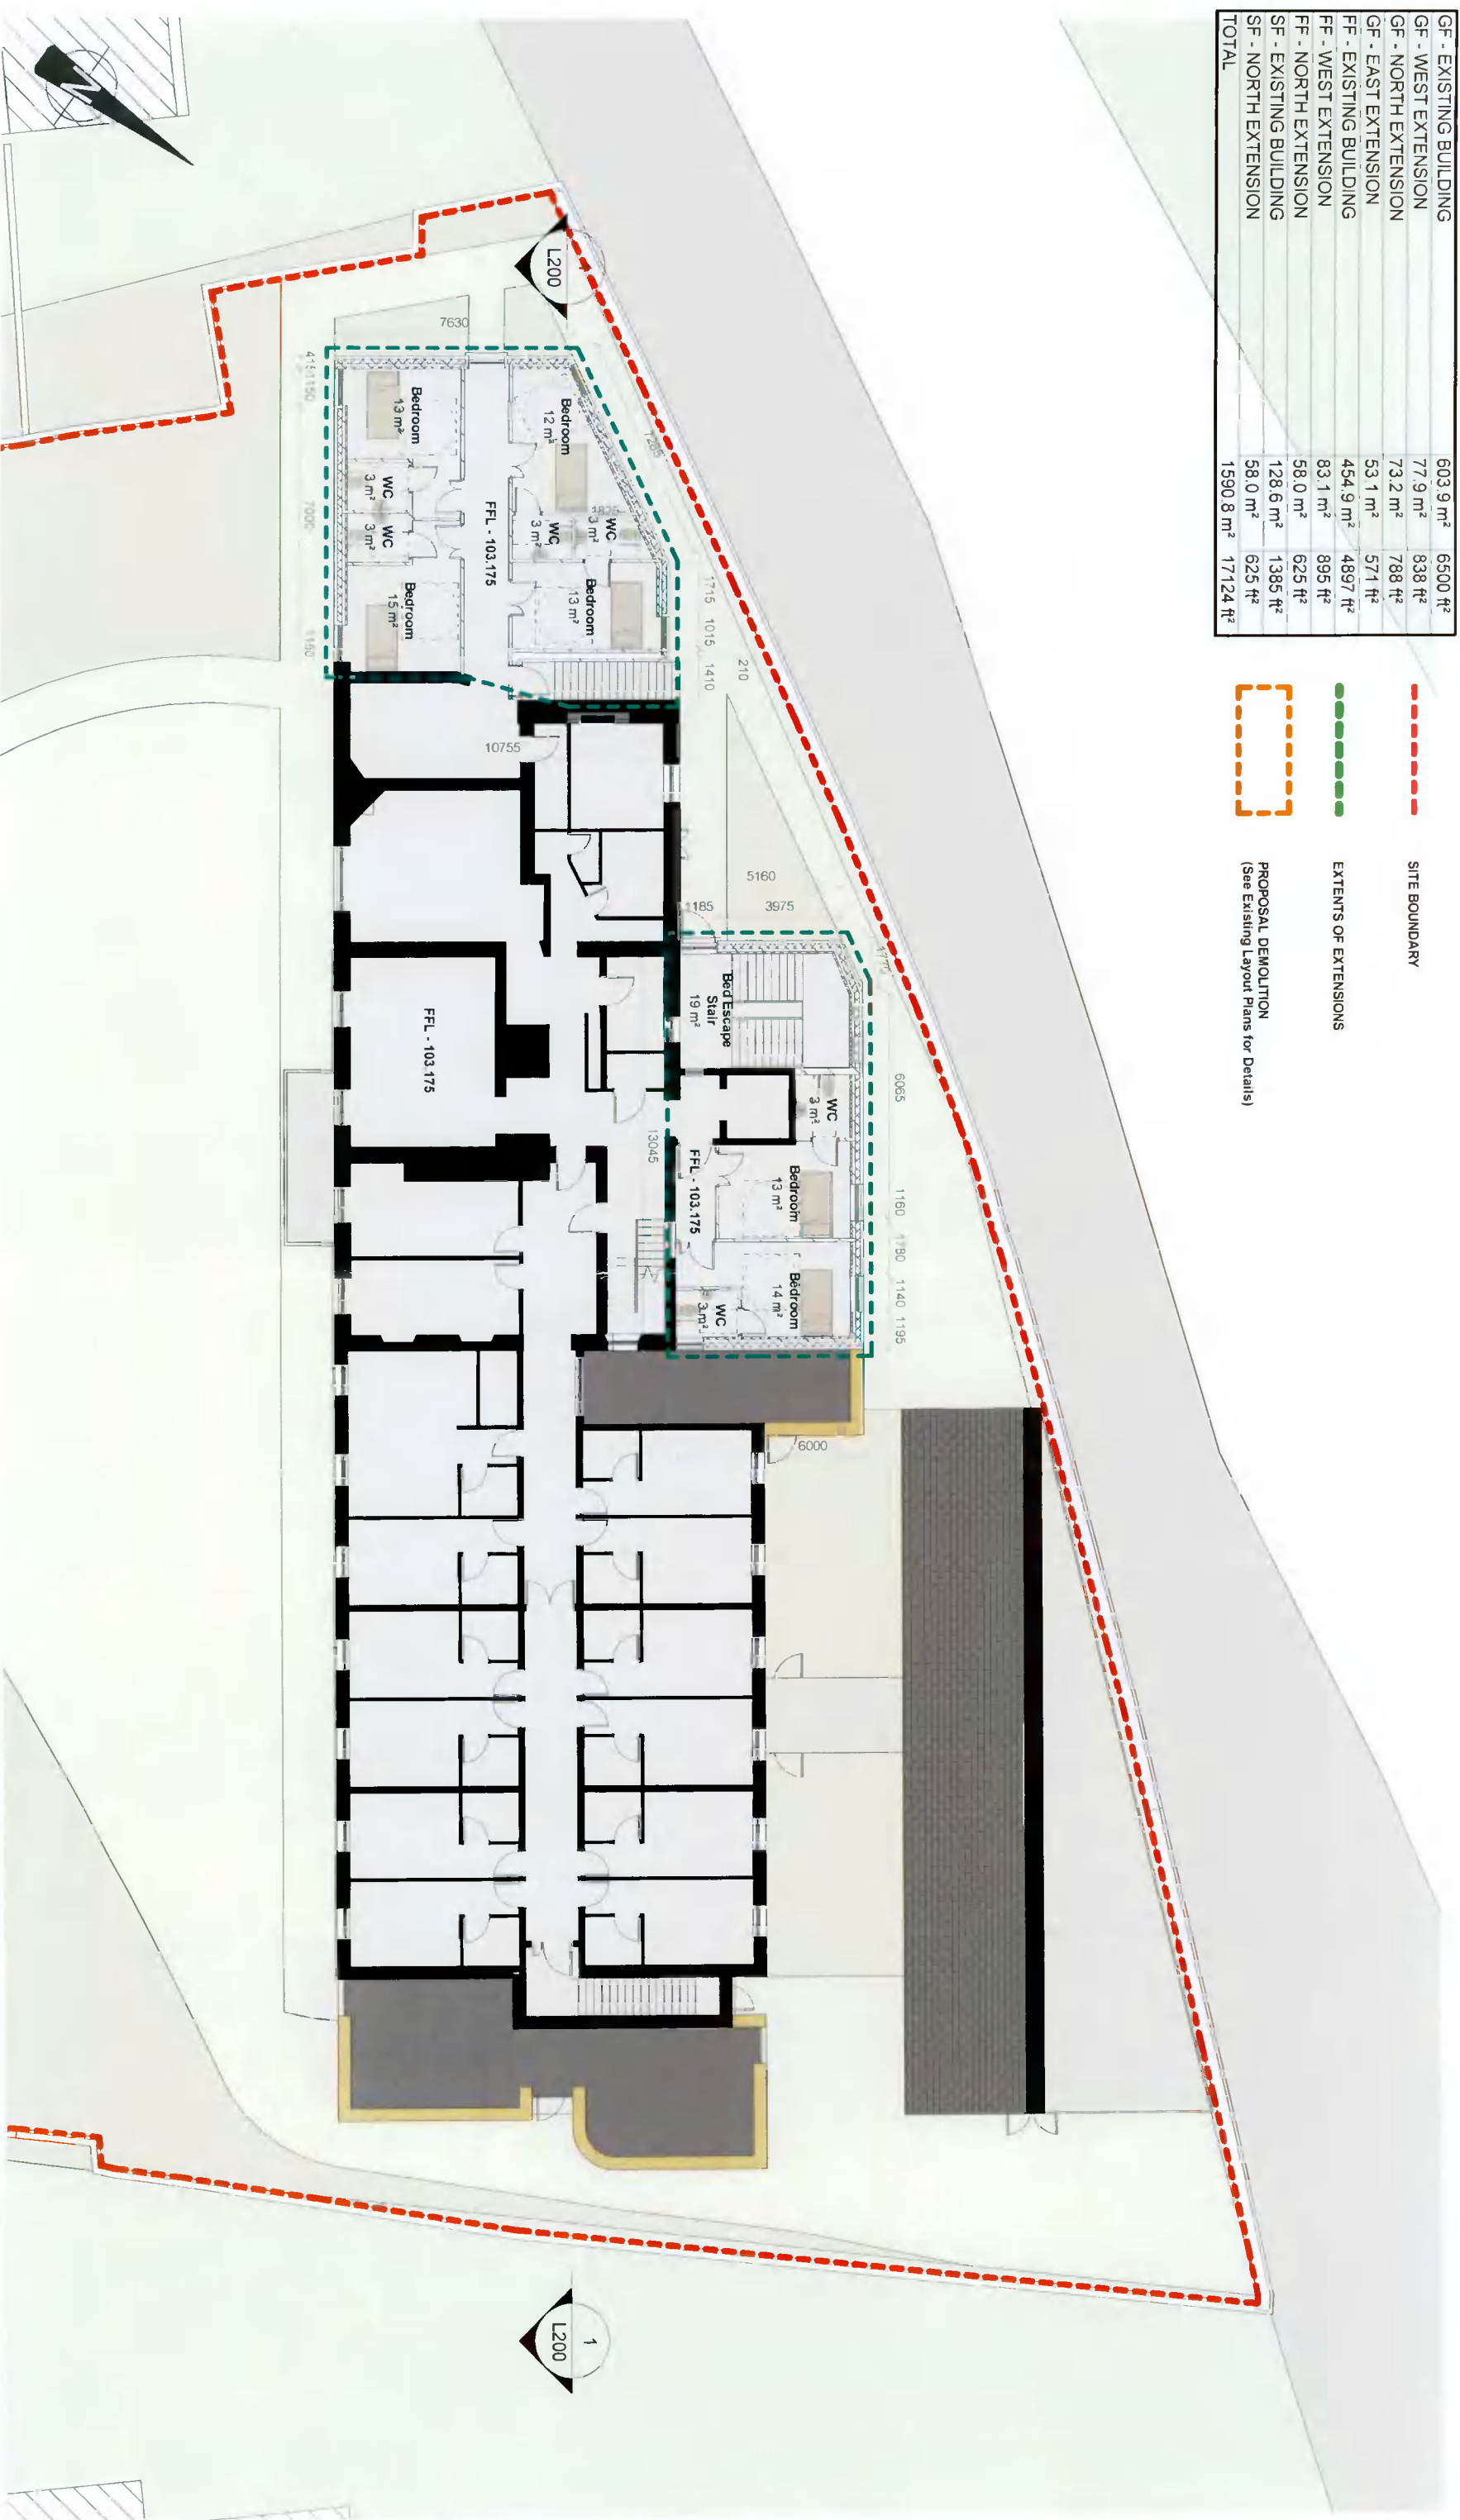 GF - EXISTING BUILDING 603.9 m² 6500 ft²
GF - WEST EXTENSION 77.9 m² 838 ft²
GF - NORTH EXTENSION 73.2 m² 788 ft²
GF - EAST EXTENSION 53.1 m² 571 ft²
FF - EXISTING BUILDING 454.9 m² 4897 ft²
FF - WEST EXTENSION 83.1 m² 895 ft²
FF - NORTH EXTENSION 58.0 m² 625 ft²
SF - EXISTING BUILDING 128.6 m² 1385 ft²
SF - NORTH EXTENSION 58.0 m² 625 ft²
TOTAL 1590.8 m² 17124 ft²
SITE BOUNDARY
EXTENTS OF EXTENSIONS
PROPOSAL DEMOLITION
(See Existing Layout Plans for Details)
N
L200
7630
7285
Bedroom
12 m²
WC
3 m²
WC
3 m²
Bedroom
13 m²
Bedroom
13 m²
WC
3 m²
WC
3 m²
Bedroom
15 m²
FFL - 103.175
1150
1715
1015
1410
210
10755
5160
3975
1185
1775
Bed Escape
Stair
19 m²
6065
WC
3 m²
1160
1780
1140
1195
Bedroom
13 m²
Bedroom
14 m²
WC
3 m²
FFL - 103.175
13045
FFL - 103.175
6000
1
L200